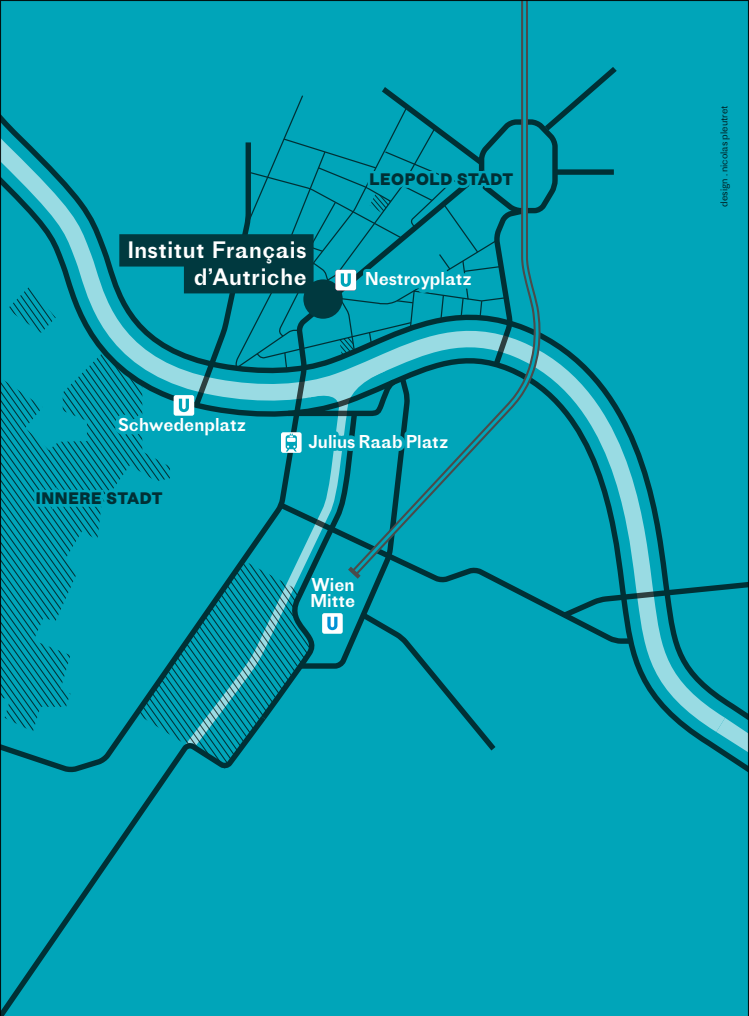 design . nicolas pleutret
LEOPOLD STADT
Institut Français
d'Autriche
U Nestroyplatz
U
Schwedenplatz
Julius Raab Platz
INNERE STADT
Wien
Mitte
U